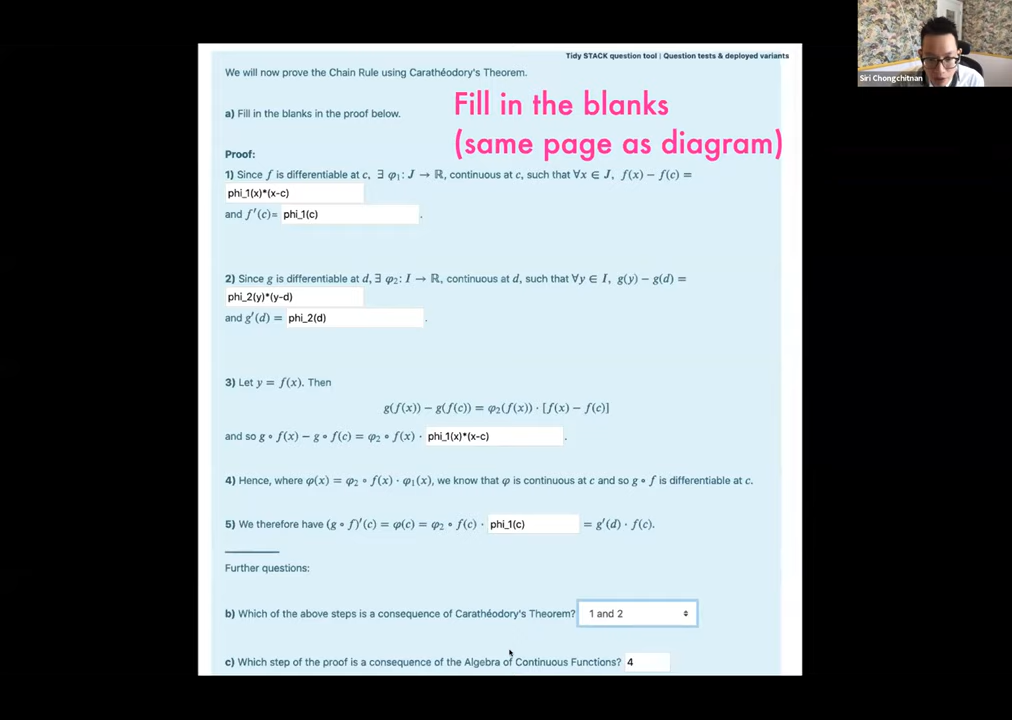 Tidy STACK question tool | Question tests & deployed variants
We will now prove the Chain Rule using Carathéodory's Theorem.
Fill in the blanks
(same page as diagram)
a) Fill in the blanks in the proof below.
Proof:
1) Since f is differentiable at c, ∃ φ₁: J → ℝ, continuous at c, such that ∀x ∈ J, f(x) − f(c) =
phi_1(x)*(x-c)
and f′(c)= phi_1(c) .
2) Since g is differentiable at d, ∃ φ₂: I → ℝ, continuous at d, such that ∀y ∈ I, g(y) − g(d) =
phi_2(y)*(y-d)
and g′(d) = phi_2(d) .
3) Let y = f(x). Then
g(f(x)) − g(f(c)) = φ₂(f(x)) · [f(x) − f(c)]
and so g ∘ f(x) − g ∘ f(c) = φ₂ ∘ f(x) · phi_1(x)*(x-c) .
4) Hence, where φ(x) = φ₂ ∘ f(x) · φ₁(x), we know that φ is continuous at c and so g ∘ f is differentiable at c.
5) We therefore have (g ∘ f)′(c) = φ(c) = φ₂ ∘ f(c) · phi_1(c) = g′(d) · f(c).
Further questions:
b) Which of the above steps is a consequence of Carathéodory's Theorem? 1 and 2
c) Which step of the proof is a consequence of the Algebra of Continuous Functions? 4
Siri Chongchitnan